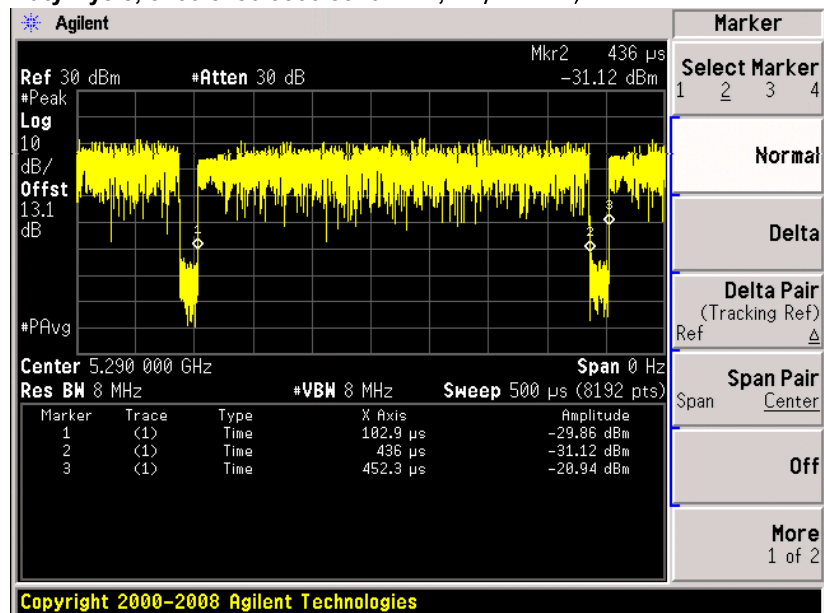 Agilent
Marker
Mkr2 436 µs
Ref 30 dBm #Atten 30 dB -31.12 dBm
#Peak
Log
10
dB/
Offst
13.1
dB
#PAvg
1
2
3
Center 5.290 000 GHz Span 0 Hz
Res BW 8 MHz #VBW 8 MHz Sweep 500 µs (8192 pts)
Marker Trace Type X Axis Amplitude
1 (1) Time 102.9 µs -29.86 dBm
2 (1) Time 436 µs -31.12 dBm
3 (1) Time 452.3 µs -20.94 dBm
Select Marker
1 2 3 4
Normal
Delta
Delta Pair
(Tracking Ref)
Ref Δ
Span Pair
Span Center
Off
More
1 of 2
Copyright 2000-2008 Agilent Technologies